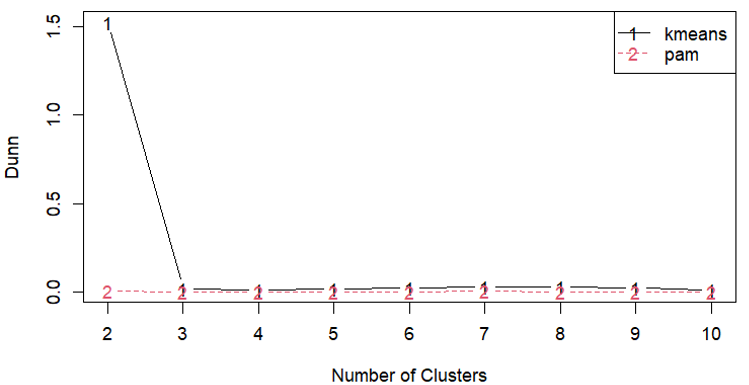 1 kmeans
2 pam
Dunn
1.5
1.0
0.5
0.0
1
1 1 1 1 1 1 1 1
2 2 2 2 2 2 2 2 2
2 3 4 5 6 7 8 9 10
Number of Clusters